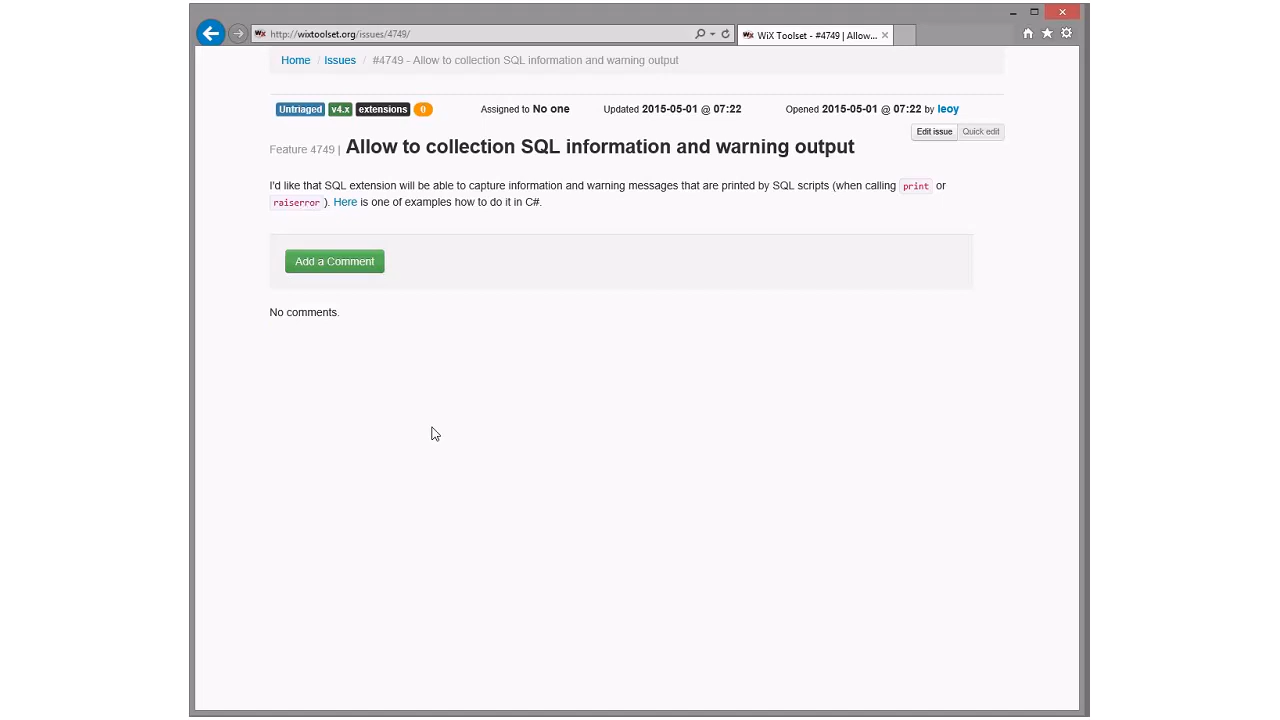 http://wixtoolset.org/issues/4749/
WiX Toolset - #4749 | Allow...
Home / Issues / #4749 - Allow to collection SQL information and warning output
Untriaged v4.x extensions 0 Assigned to No one Updated 2015-05-01 @ 07:22 Opened 2015-05-01 @ 07:22 by leoy
Edit issue Quick edit
Feature 4749 | Allow to collection SQL information and warning output
I'd like that SQL extension will be able to capture information and warning messages that are printed by SQL scripts (when calling print or
raiserror ). Here is one of examples how to do it in C#.
Add a Comment
No comments.